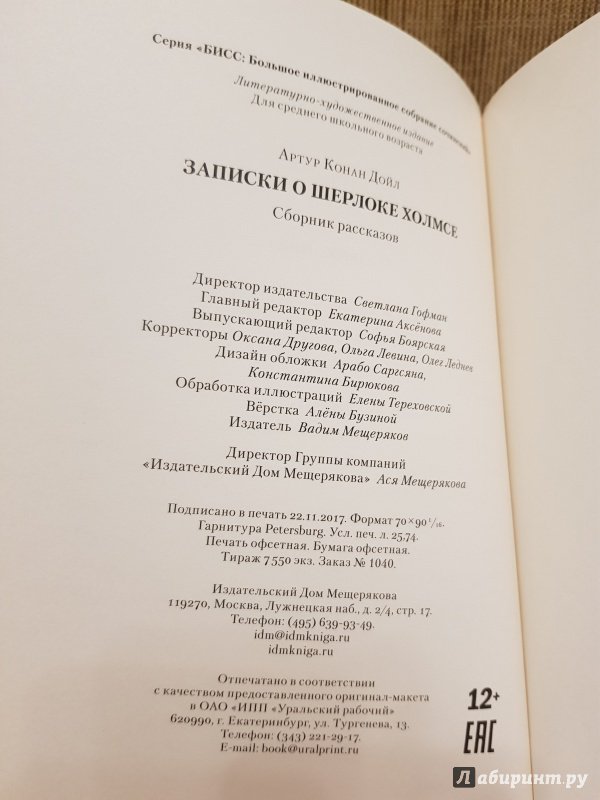 Серия «БИСС: Большое иллюстрированное собрание сочинений»
Литературно-художественное издание
Для среднего школьного возраста
Артур Конан Дойл
ЗАПИСКИ О ШЕРЛОКЕ ХОЛМСЕ
Сборник рассказов
Директор издательства Светлана Гофман
Главный редактор Екатерина Аксёнова
Выпускающий редактор Софья Боярская
Корректоры Оксана Другова, Ольга Левина, Олег Леднев
Дизайн обложки Арабо Саргсяна,
Константина Бирюкова
Обработка иллюстраций Елены Тереховской
Вёрстка Алёны Бузиной
Издатель Вадим Мещеряков
Директор Группы компаний
«Издательский Дом Мещерякова» Ася Мещерякова
Подписано в печать 22.11.2017. Формат 70×90 1/16.
Гарнитура Petersburg. Усл. печ. л. 25,74.
Печать офсетная. Бумага офсетная.
Тираж 7 550 экз. Заказ № 1040.
Издательский Дом Мещерякова
119270, Москва, Лужнецкая наб., д. 2/4, стр. 17.
Телефон: (495) 639-93-49.
idm@idmkniga.ru
idmkniga.ru
Отпечатано в соответствии
с качеством предоставленного оригинал-макета
в ОАО «ИПП «Уральский рабочий»
620990, г. Екатеринбург, ул. Тургенева, 13.
Телефон: (343) 221-29-17.
E-mail: book@uralprint.ru
12+
EAC
Лабиринт.ру